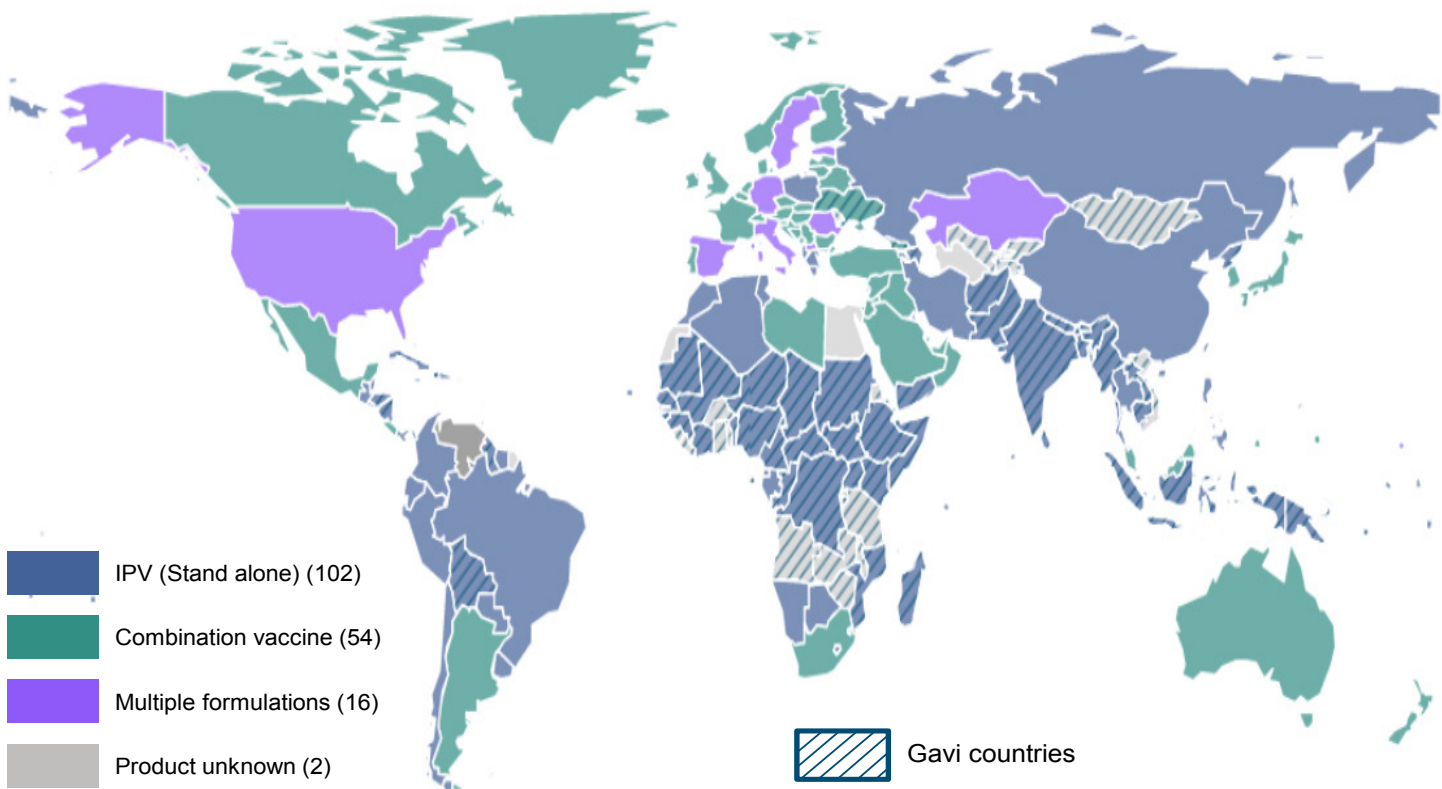 IPV (Stand alone) (102)
Combination vaccine (54)
Multiple formulations (16)
Product unknown (2)
Gavi countries